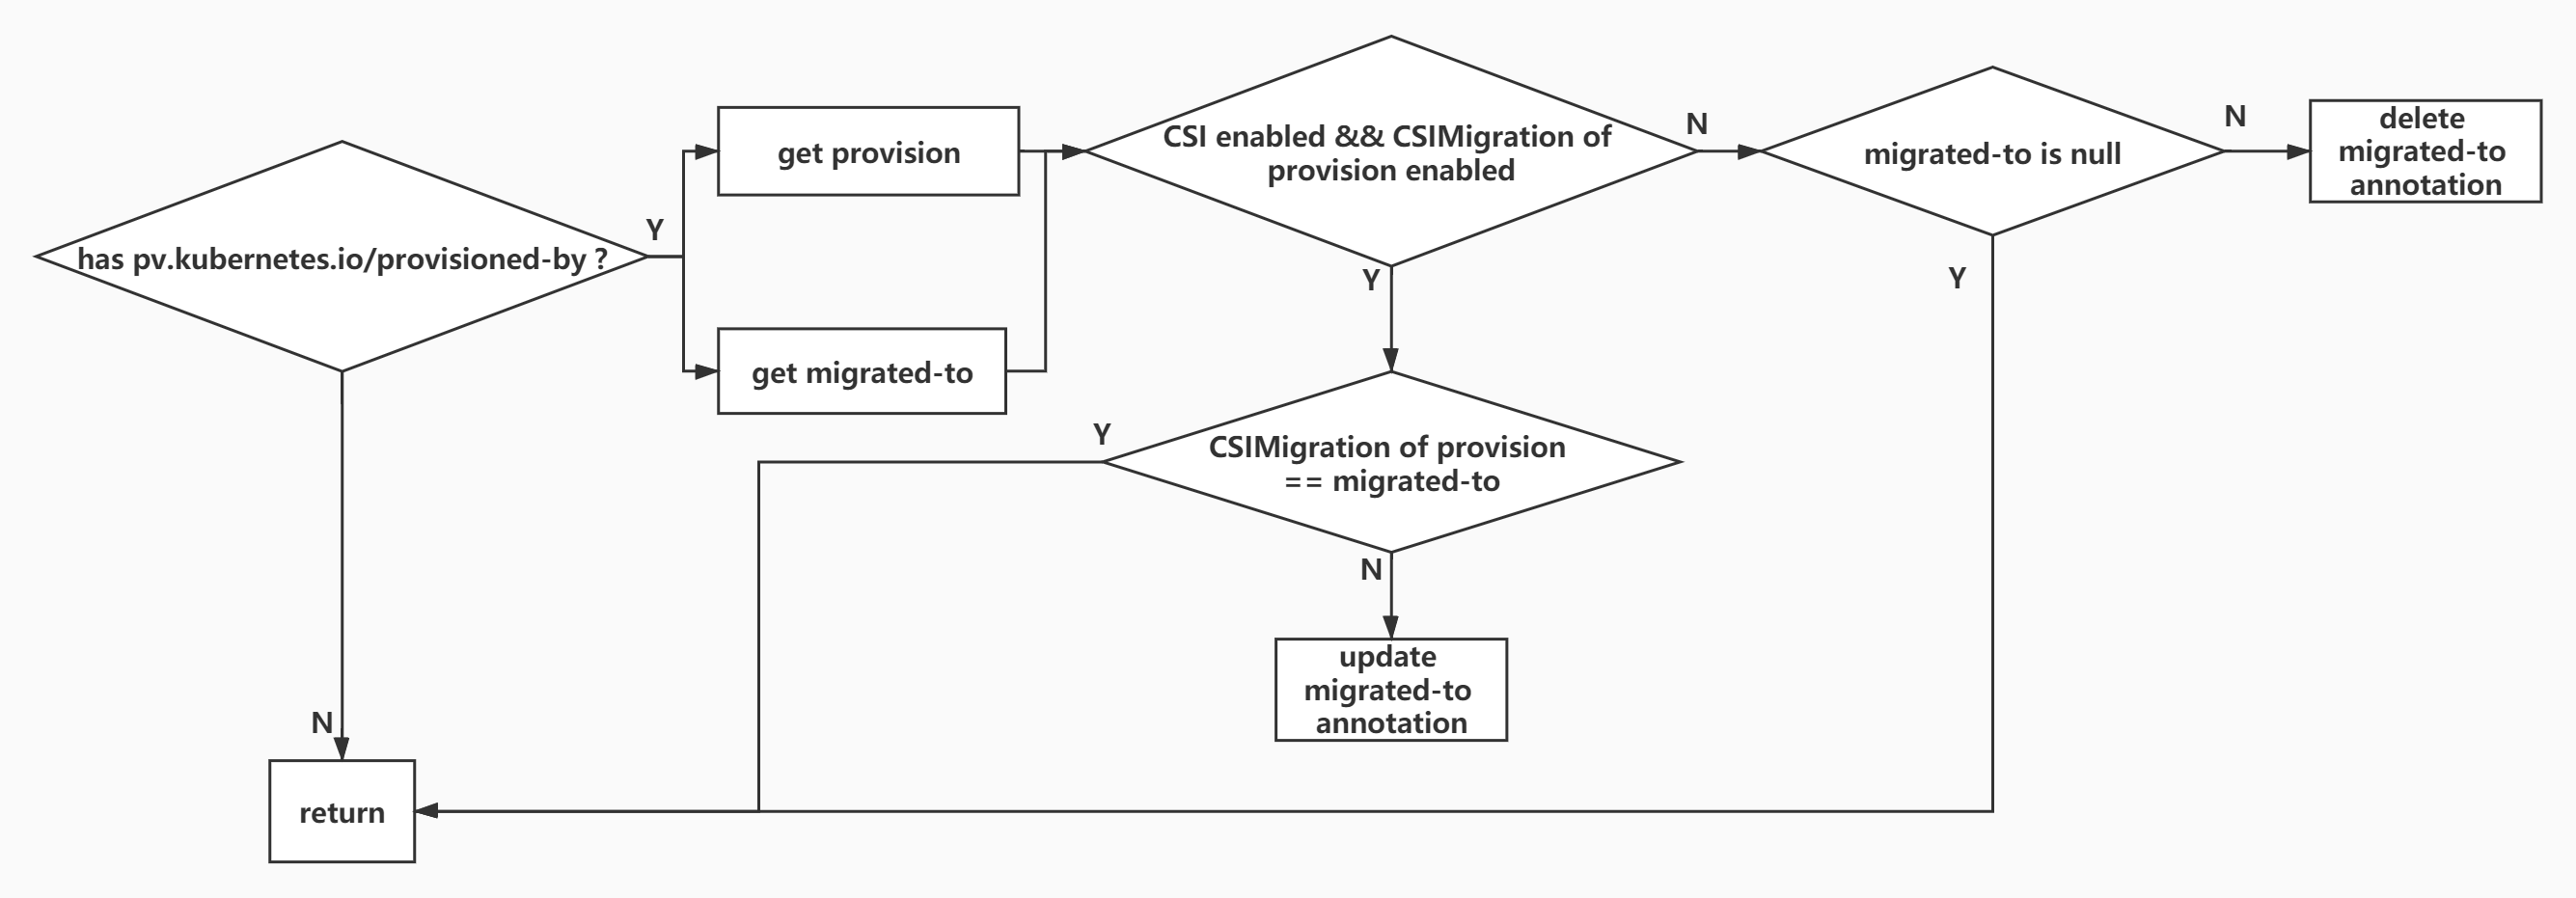 has pv.kubernetes.io/provisioned-by ?
Y
N
get provision
get migrated-to
CSI enabled && CSIMigration of
provision enabled
N
Y
migrated-to is null
N
Y
delete
migrated-to
annotation
CSIMigration of provision
== migrated-to
Y
N
update
migrated-to
annotation
return